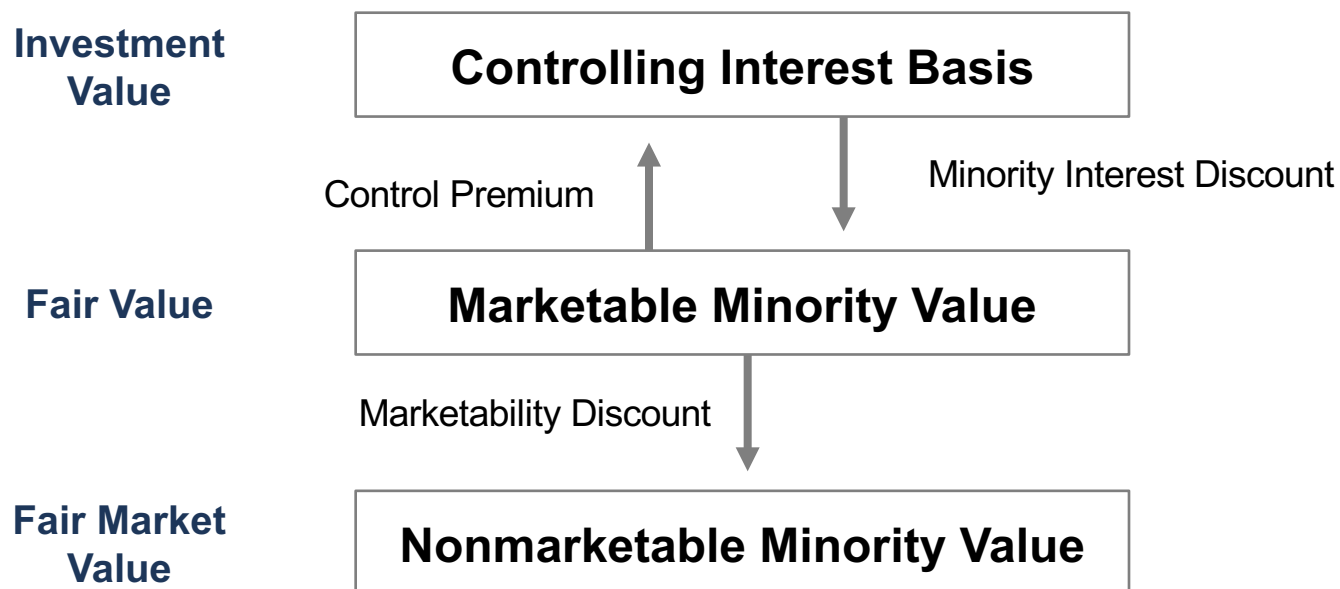 Investment
Value
Controlling Interest Basis
Control Premium
Minority Interest Discount
Fair Value
Marketable Minority Value
Marketability Discount
Fair Market
Value
Nonmarketable Minority Value